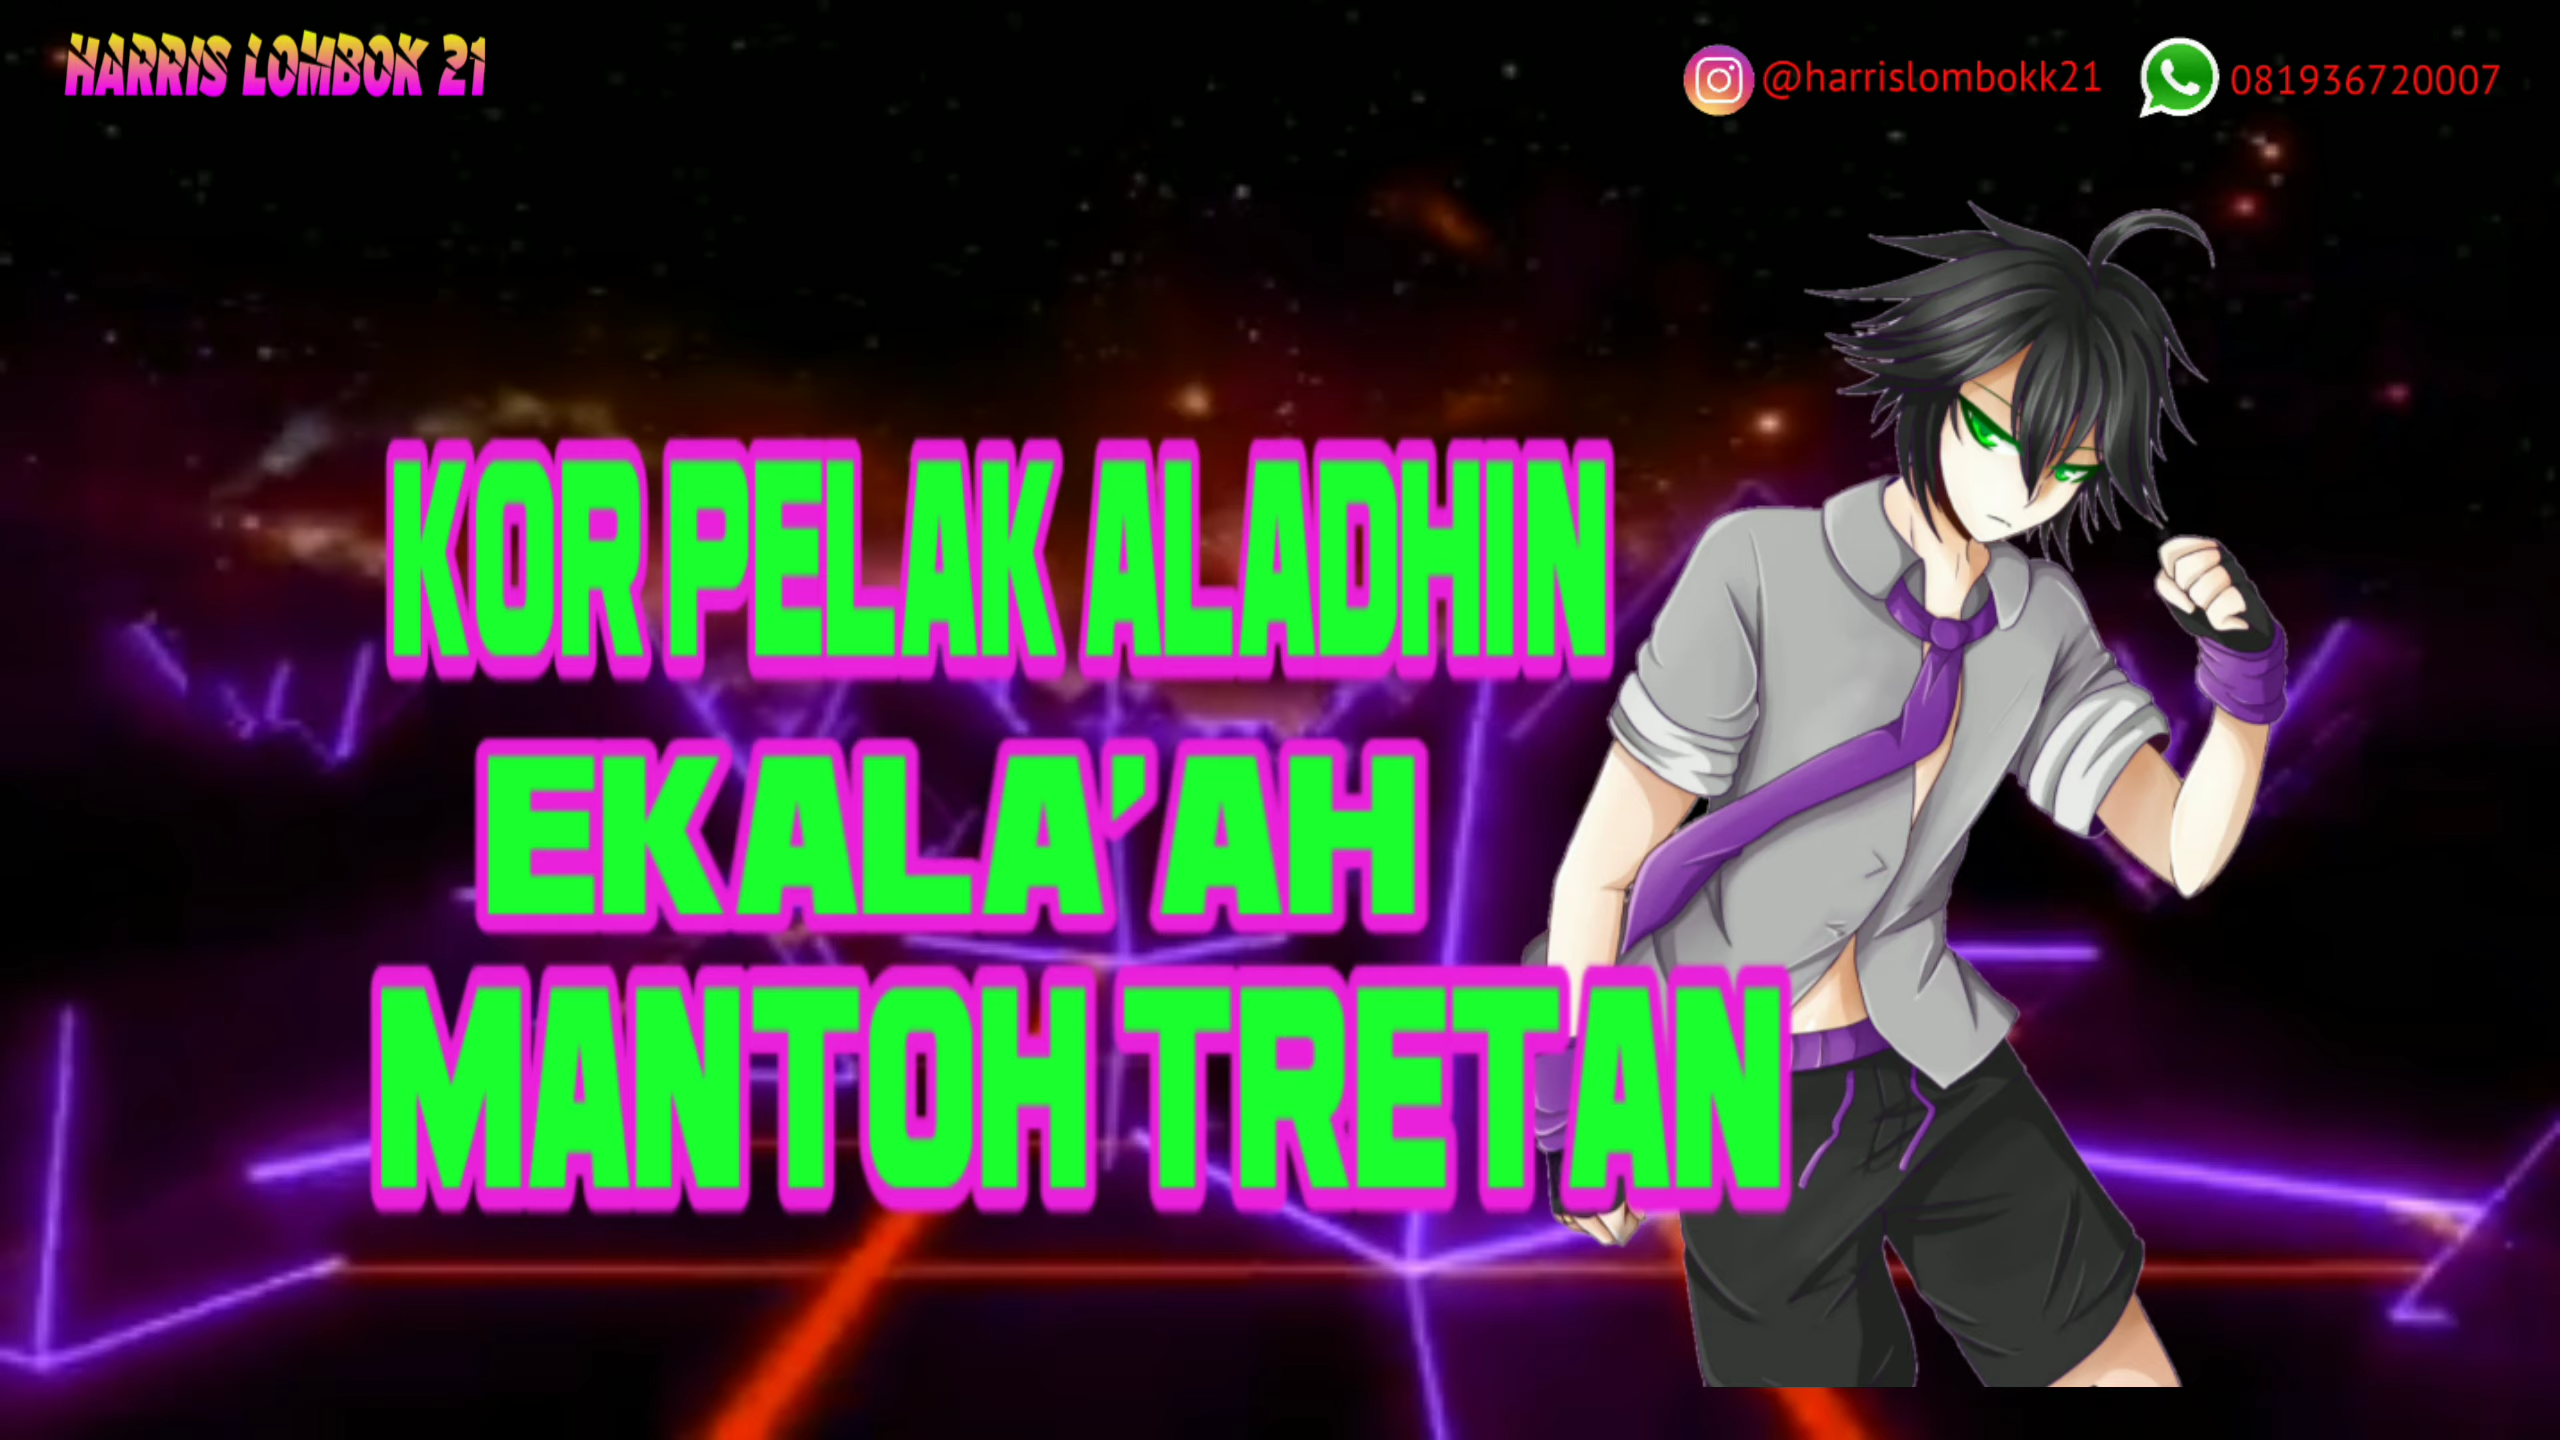 HARRIS LOMBOK 21
@harrislombokk21
081936720007
KOR PELAK ALADHIN
EKALA'AH
MANTOH TRETAN